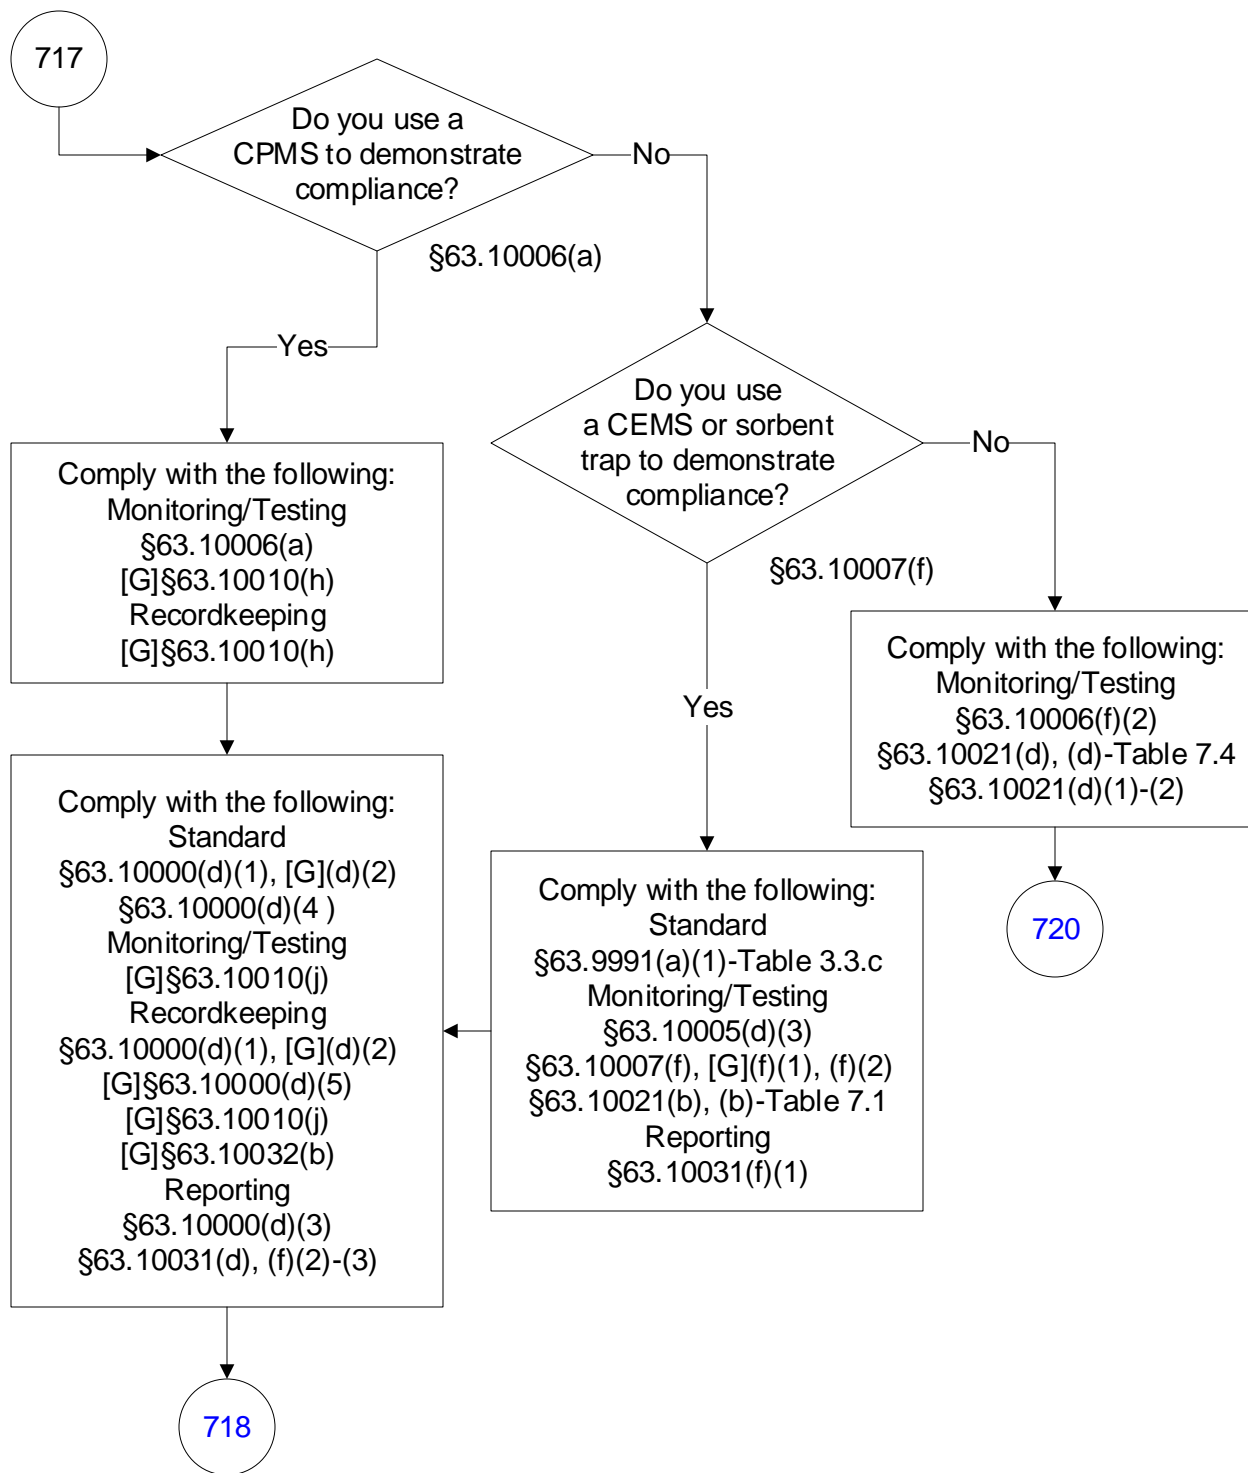 717
Do you use a
CPMS to demonstrate
compliance?
No
§63.10006(a)
Yes
Do you use
a CEMS or sorbent
trap to demonstrate
compliance?
No
§63.10007(f)
Yes
Comply with the following:
Monitoring/Testing
§63.10006(a)
[G]§63.10010(h)
Recordkeeping
[G]§63.10010(h)
Comply with the following:
Monitoring/Testing
§63.10006(f)(2)
§63.10021(d), (d)-Table 7.4
§63.10021(d)(1)-(2)
720
Comply with the following:
Standard
§63.9991(a)(1)-Table 3.3.c
Monitoring/Testing
§63.10005(d)(3)
§63.10007(f), [G](f)(1), (f)(2)
§63.10021(b), (b)-Table 7.1
Reporting
§63.10031(f)(1)
Comply with the following:
Standard
§63.10000(d)(1), [G](d)(2)
§63.10000(d)(4 )
Monitoring/Testing
[G]§63.10010(j)
Recordkeeping
§63.10000(d)(1), [G](d)(2)
[G]§63.10000(d)(5)
[G]§63.10010(j)
[G]§63.10032(b)
Reporting
§63.10000(d)(3)
§63.10031(d), (f)(2)-(3)
718